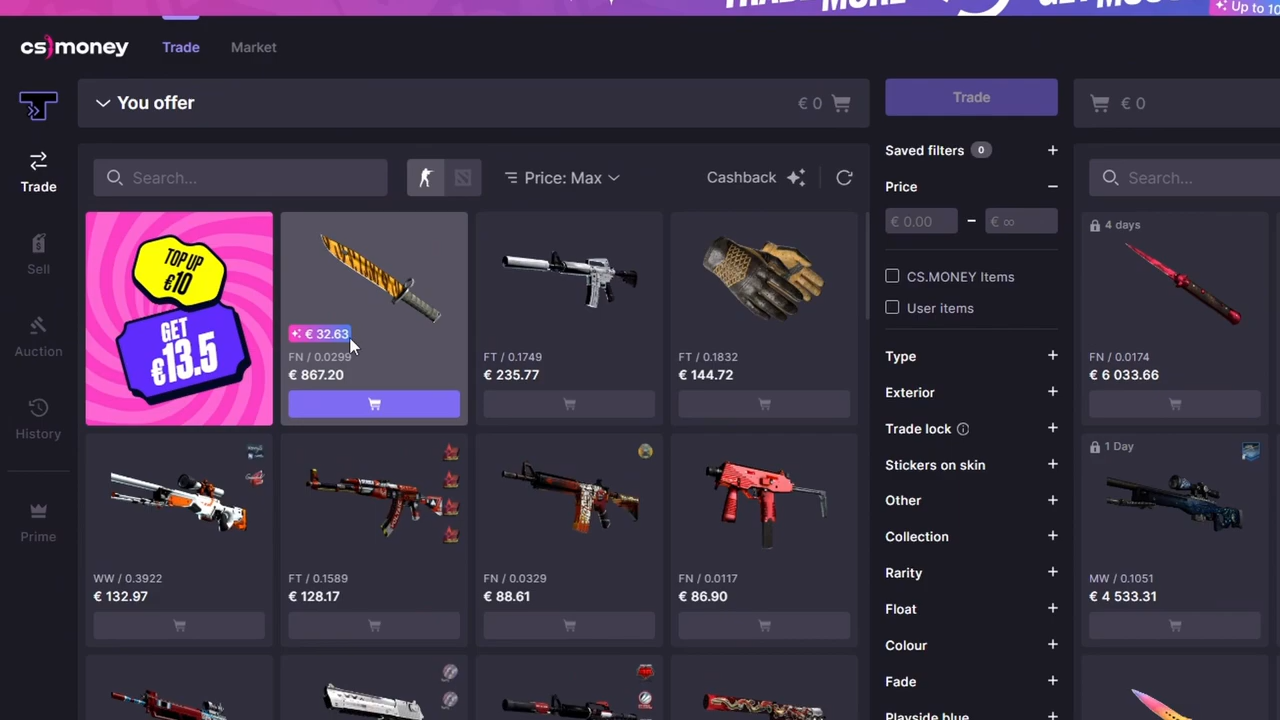 Up to 10
cs money
Trade
Market
You offer
€ 0
Trade
€ 0
Trade
Sell
Auction
History
Prime
Search...
Price: Max
Cashback
TOP UP
€10
GET
€13.5
€ 32.63
FN / 0.0299
€ 867.20
FT / 0.1749
€ 235.77
FT / 0.1832
€ 144.72
WW / 0.3922
€ 132.97
FT / 0.1589
€ 128.17
FN / 0.0329
€ 88.61
FN / 0.0117
€ 86.90
Saved filters 0
Price
€ 0.00 - € ∞
CS.MONEY Items
User items
Type
Exterior
Trade lock
Stickers on skin
Other
Collection
Rarity
Float
Colour
Fade
Playside blue
Search...
4 days
FN / 0.0174
€ 6 033.66
1 Day
MW / 0.1051
€ 4 533.31